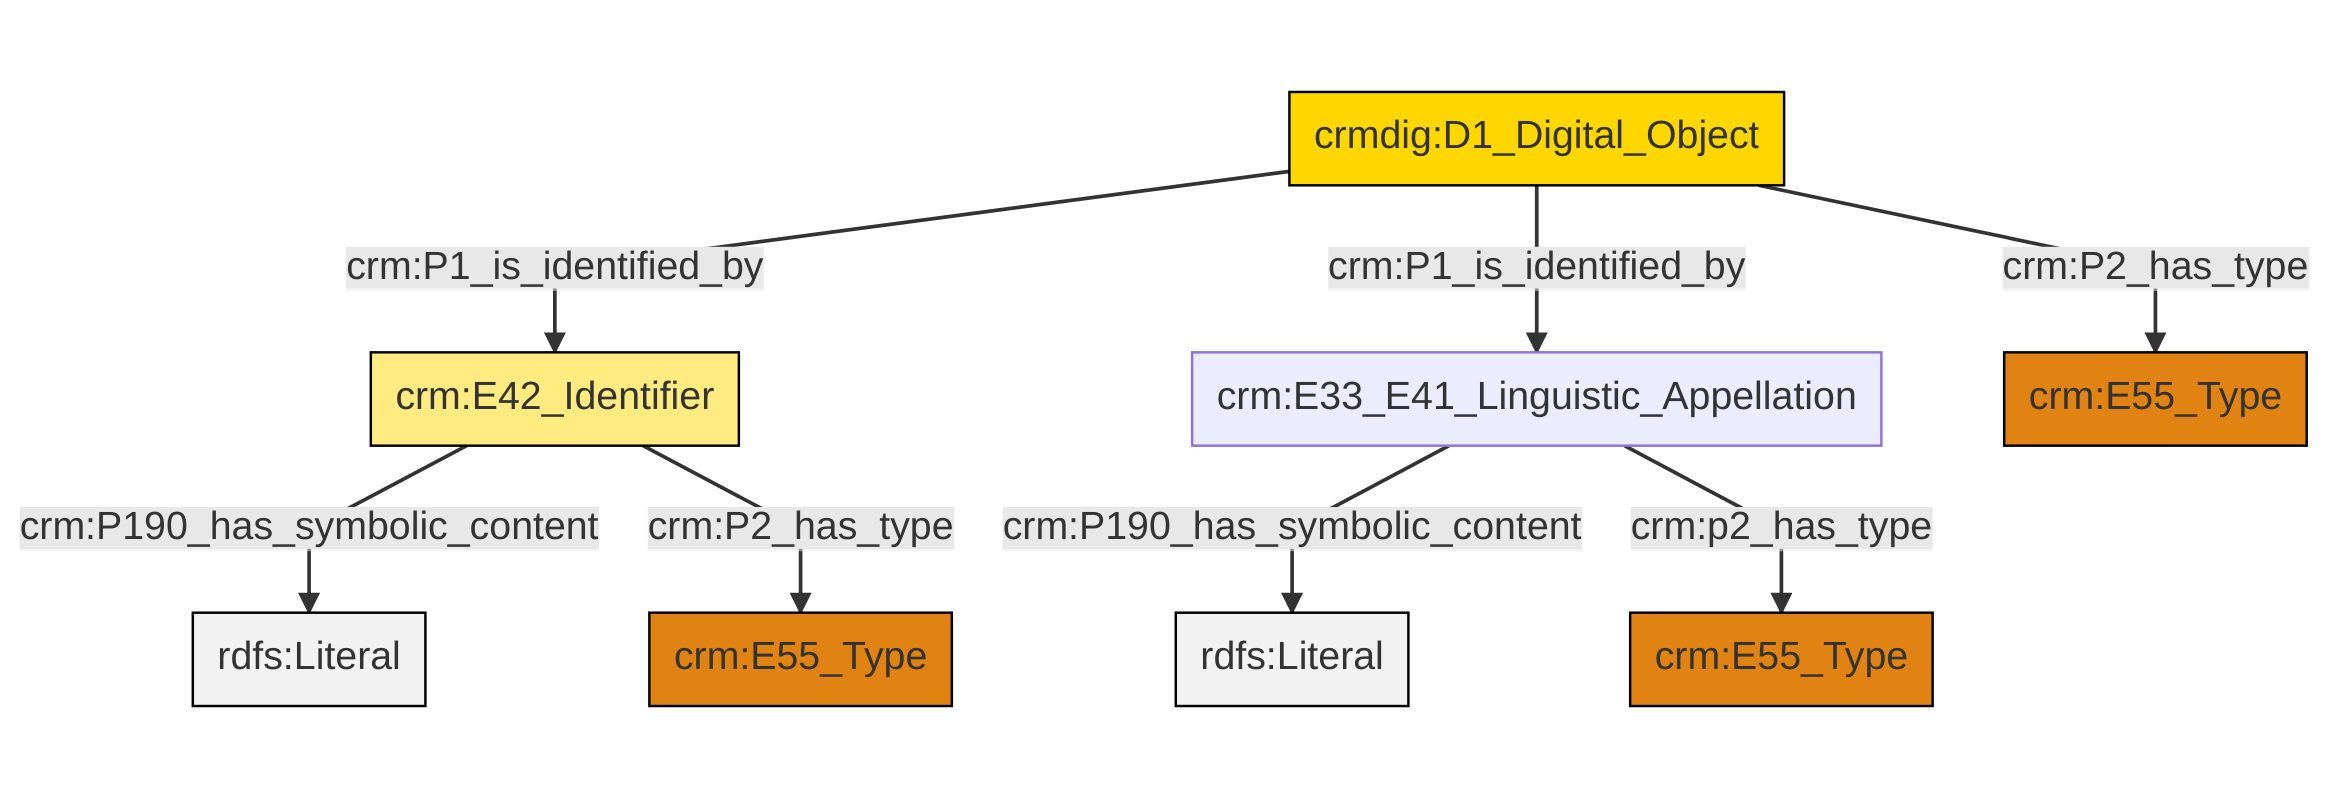 crmdig:D1_Digital_Object
crm:P1_is_identified_by
crm:P1_is_identified_by
crm:P2_has_type
crm:E42_Identifier
crm:E33_E41_Linguistic_Appellation
crm:E55_Type
crm:P190_has_symbolic_content
crm:P2_has_type
crm:P190_has_symbolic_content
crm:p2_has_type
rdfs:Literal
crm:E55_Type
rdfs:Literal
crm:E55_Type